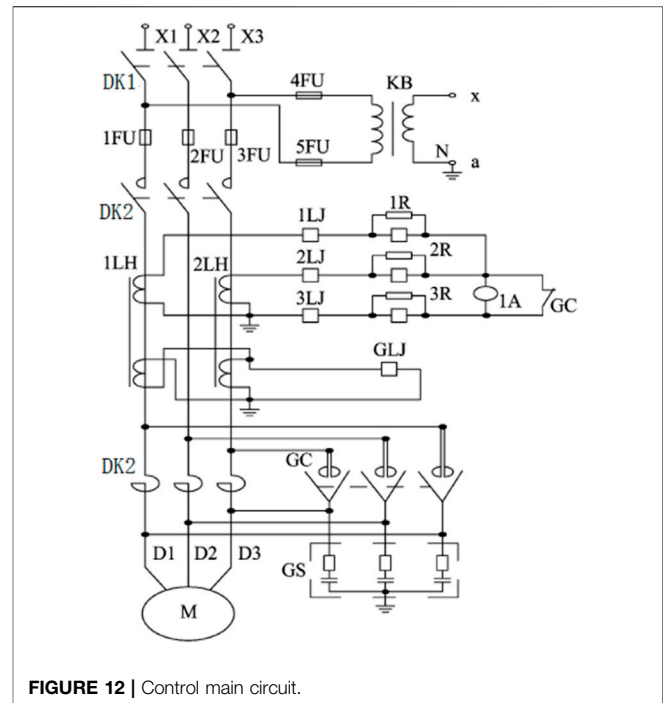 X1 X2 X3
DK1
4FU KB x
1FU 2FU 3FU 5FU N a
DK2
1LJ 1R
1LH 2LH 2LJ 2R
3LJ 3R 1A GC
GLJ
DK2 GC
D1 D2 D3 GS
M
FIGURE 12 | Control main circuit.